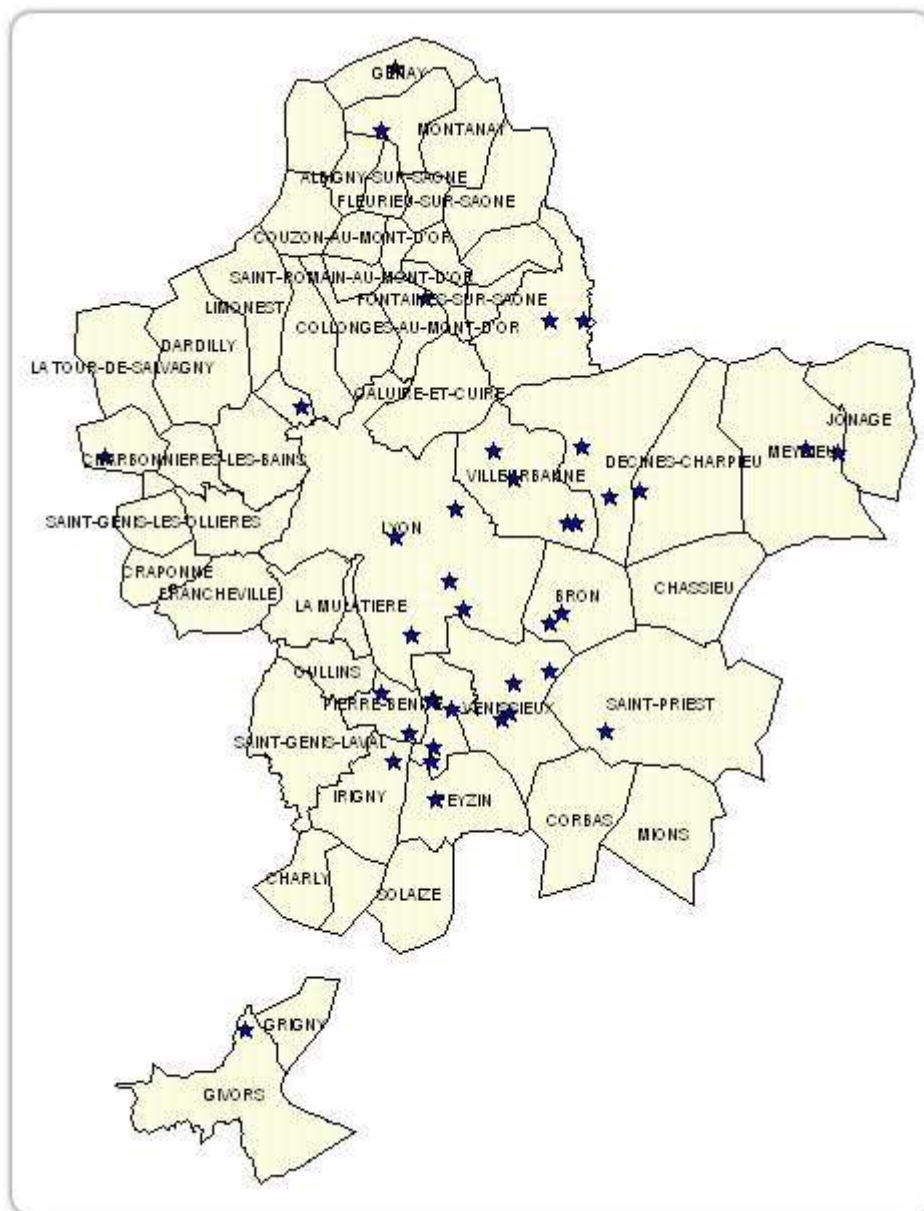 GENAY
MONTANAY
ALBIGNY-SUR-SAONE
FLEURIEU-SUR-SAONE
COUZON-AU-MONT-D'OR
SAINT-ROMAIN-AU-MONT-D'OR
LIMONEST
FONTAINES-SUR-SAONE
COLLONGES-AU-MONT-D'OR
DARDILLY
LA TOUR-DE-SALVAGNY
CALUIRE-ET-CUIRE
JONAGE
MEYZIEU
CHARBONNIERES-LES-BAINS
DECINES-CHARPIEU
VILLEURBANNE
SAINT-GENIS-LES-OLLIERES
LYON
CRAPONNE
FRANCHEVILLE
CHASSIEU
BRON
LA MULATIERE
OULLINS
PIERRE-BENITE
VENISSIEUX
SAINT-PRIEST
SAINT-GENIS-LAVAL
IRIGNY
FEYZIN
CORBAS
MIONS
CHARLY
SOLAIZE
GRIGNY
GIVORS